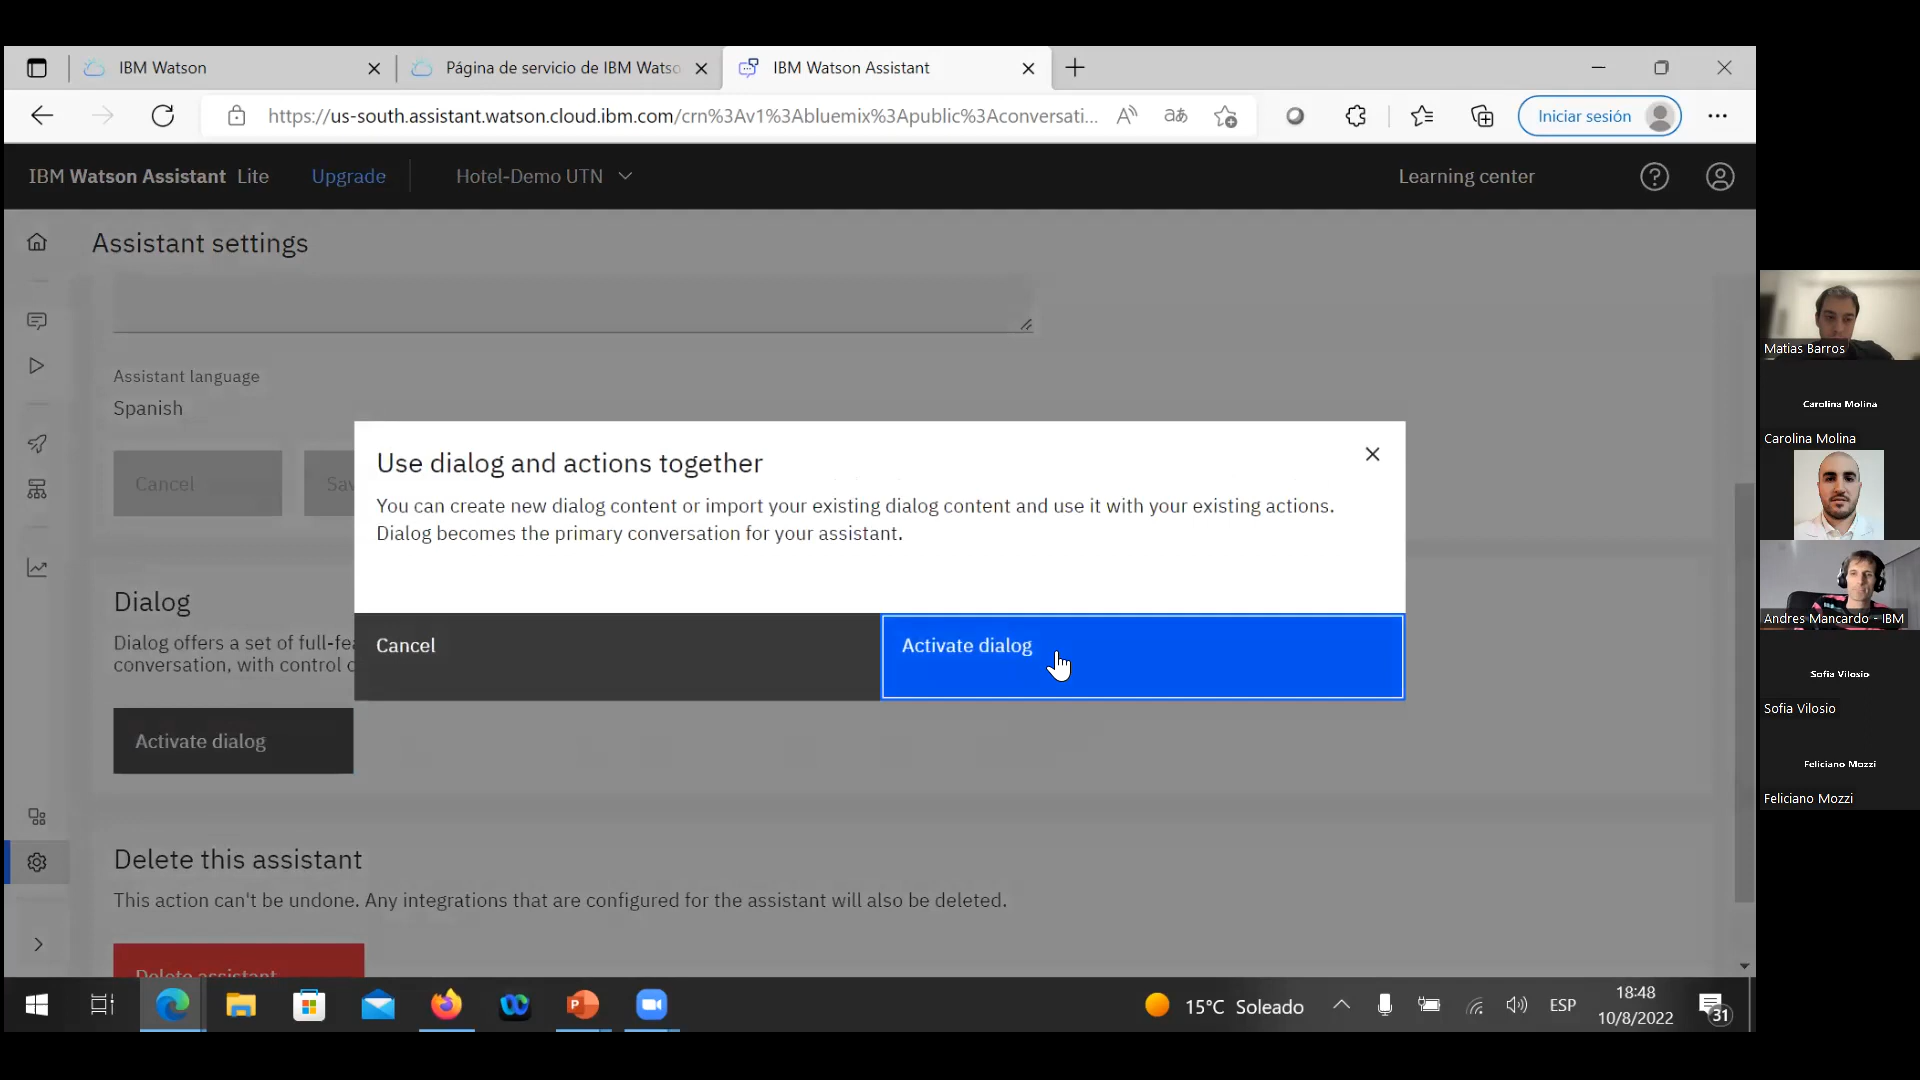 IBM Watson
Página de servicio de IBM Watso
IBM Watson Assistant
https://us-south.assistant.watson.cloud.ibm.com/crn%3Av1%3Abluemix%3Apublic%3Aconversati...
Iniciar sesión
IBM Watson Assistant Lite
Upgrade
Hotel-Demo UTN
Learning center
Assistant settings
Assistant language
Spanish
Cancel
Sav
Use dialog and actions together
You can create new dialog content or import your existing dialog content and use it with your existing actions.
Dialog becomes the primary conversation for your assistant.
Cancel
Activate dialog
Dialog
Dialog offers a set of full-fea
conversation, with control o
Activate dialog
Delete this assistant
This action can't be undone. Any integrations that are configured for the assistant will also be deleted.
Delete assistant
15°C Soleado
ESP
18:48
10/8/2022
31
Matias Barros
Carolina Molina
Carolina Molina
Andres Mancardo - IBM
Sofia Vilosio
Sofia Vilosio
Feliciano Mozzi
Feliciano Mozzi